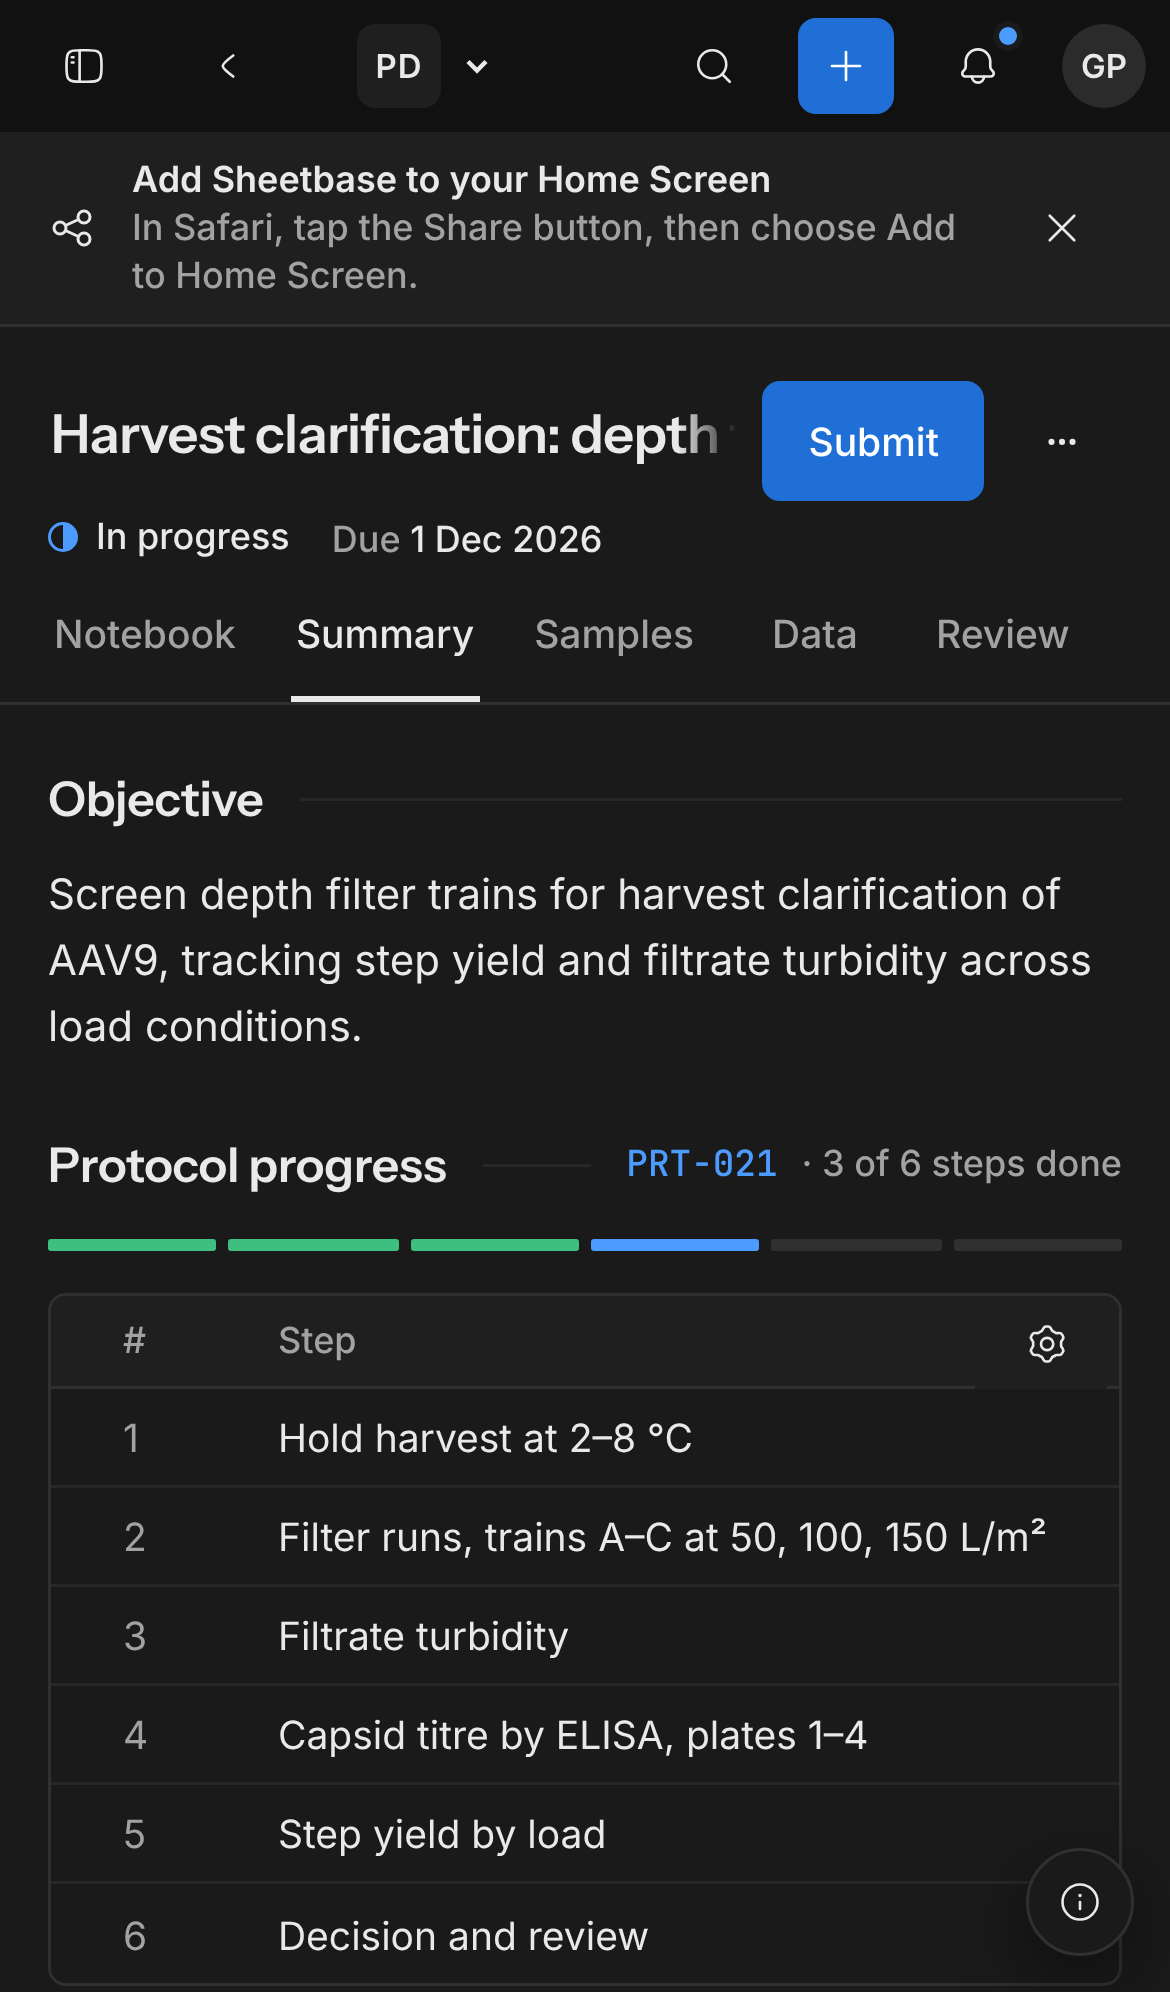 PD
GP
Add Sheetbase to your Home Screen
In Safari, tap the Share button, then choose Add
to Home Screen.
Harvest clarification: depth
Submit
In progress Due 1 Dec 2026
Notebook Summary Samples Data Review
Objective
Screen depth filter trains for harvest clarification of
AAV9, tracking step yield and filtrate turbidity across
load conditions.
Protocol progress PRT-021 · 3 of 6 steps done
# Step
1 Hold harvest at 2–8 °C
2 Filter runs, trains A–C at 50, 100, 150 L/m²
3 Filtrate turbidity
4 Capsid titre by ELISA, plates 1–4
5 Step yield by load
6 Decision and review